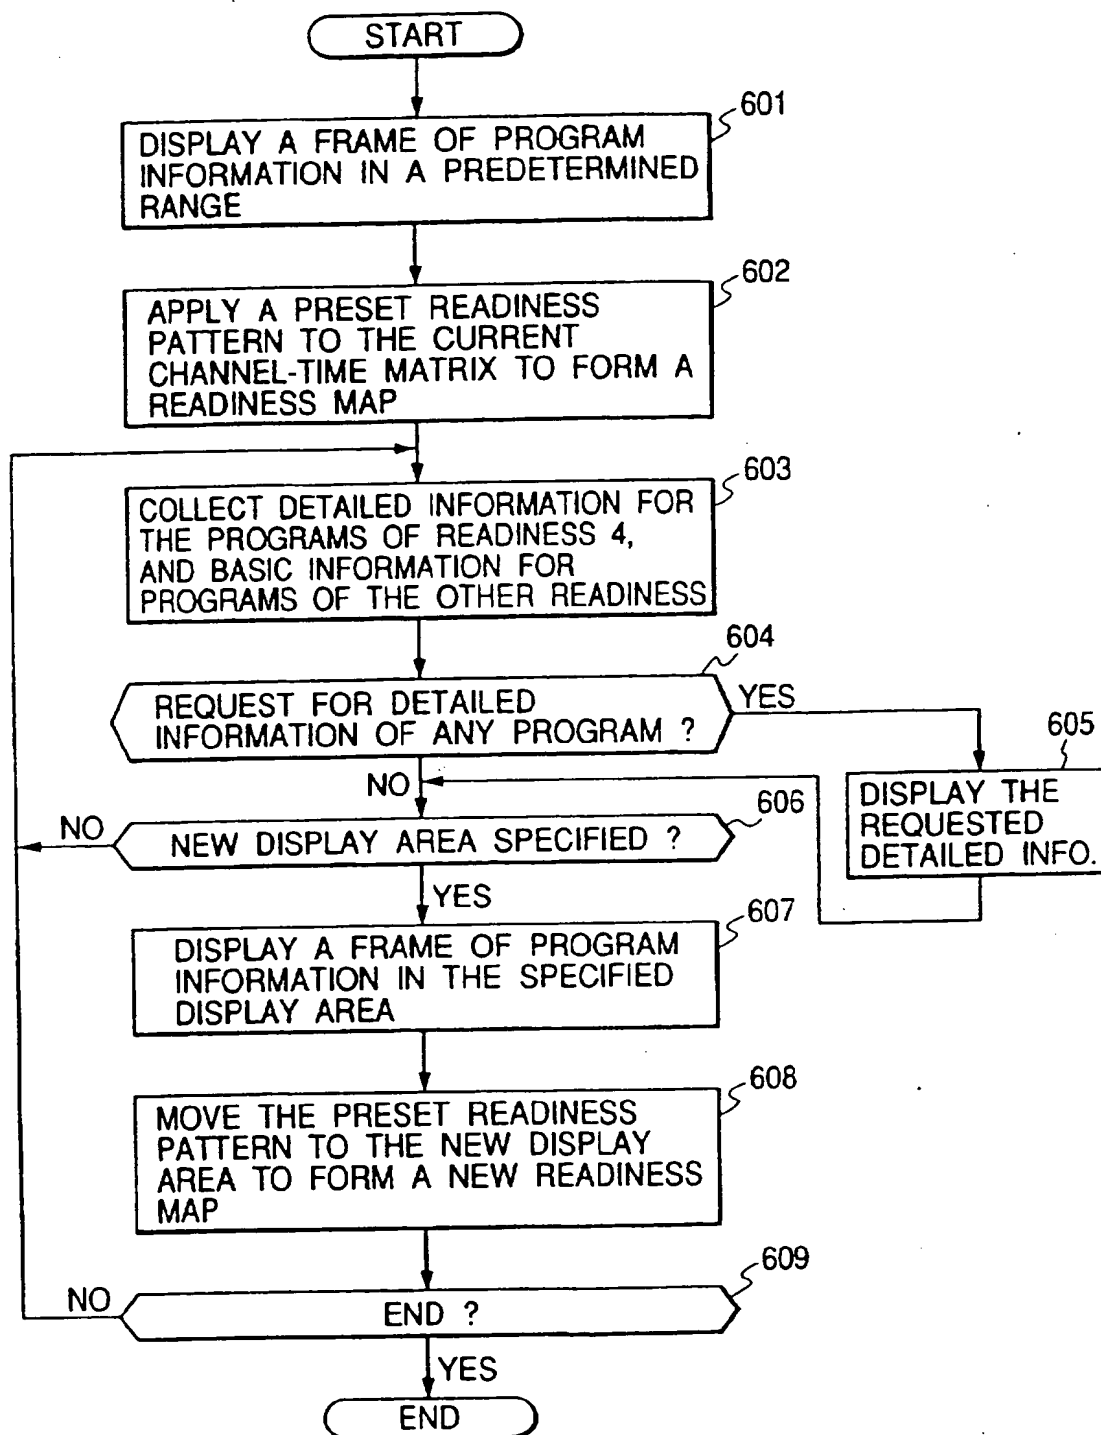 START
601
DISPLAY A FRAME OF PROGRAM
INFORMATION IN A PREDETERMINED
RANGE
602
APPLY A PRESET READINESS
PATTERN TO THE CURRENT
CHANNEL-TIME MATRIX TO FORM A
READINESS MAP
603
COLLECT DETAILED INFORMATION FOR
THE PROGRAMS OF READINESS 4,
AND BASIC INFORMATION FOR
PROGRAMS OF THE OTHER READINESS
604
REQUEST FOR DETAILED
INFORMATION OF ANY PROGRAM ?
YES
605
DISPLAY THE
REQUESTED
DETAILED INFO.
NO
606
NEW DISPLAY AREA SPECIFIED ?
NO
YES
607
DISPLAY A FRAME OF PROGRAM
INFORMATION IN THE SPECIFIED
DISPLAY AREA
608
MOVE THE PRESET READINESS
PATTERN TO THE NEW DISPLAY
AREA TO FORM A NEW READINESS
MAP
609
END ?
NO
YES
END